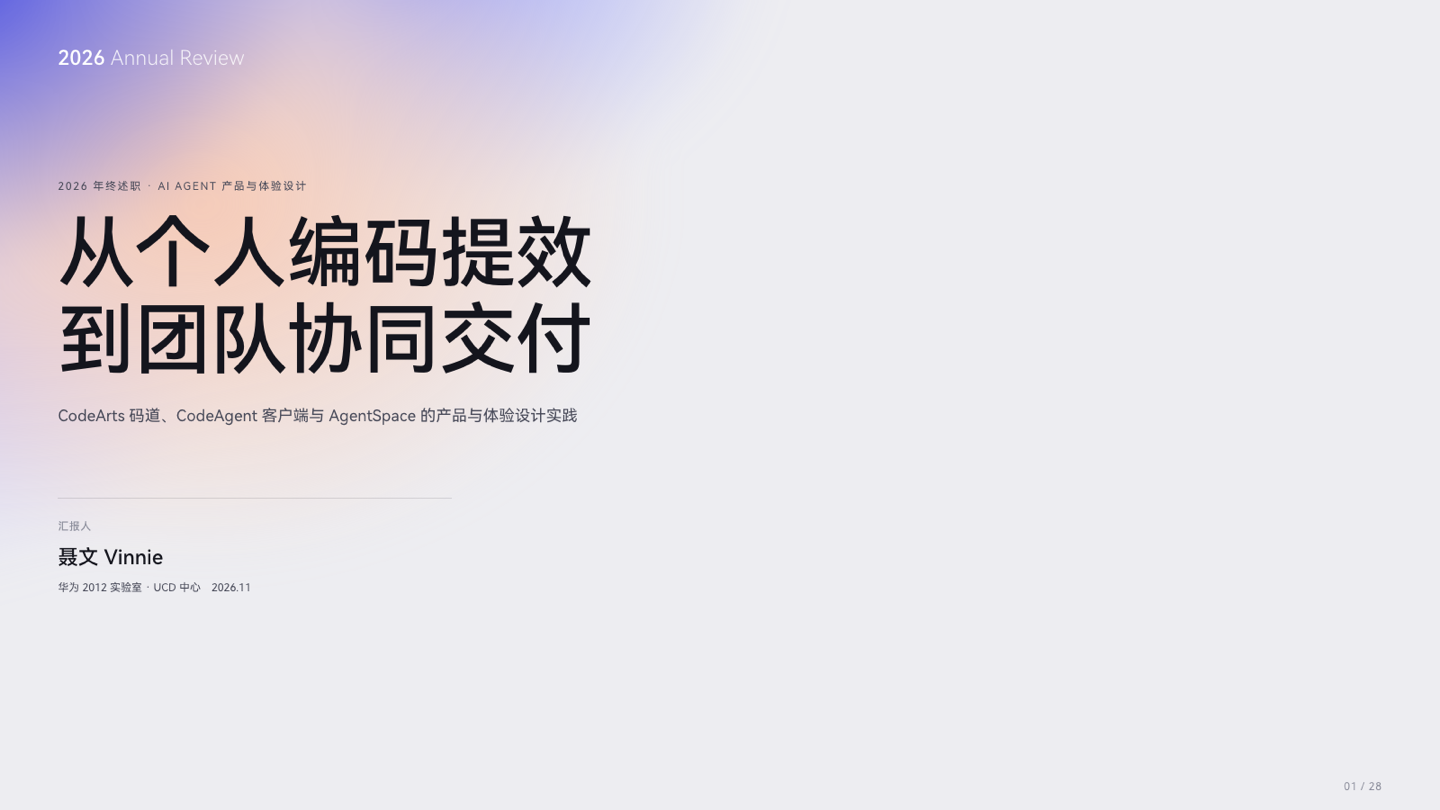 2026 Annual Review
2026 年终述职 · AI AGENT 产品与体验设计
从个人编码提效
到团队协同交付
CodeArts 码道、CodeAgent 客户端与 AgentSpace 的产品与体验设计实践
汇报人
聂文 Vinnie
华为 2012 实验室 · UCD 中心 2026.11
01 / 28